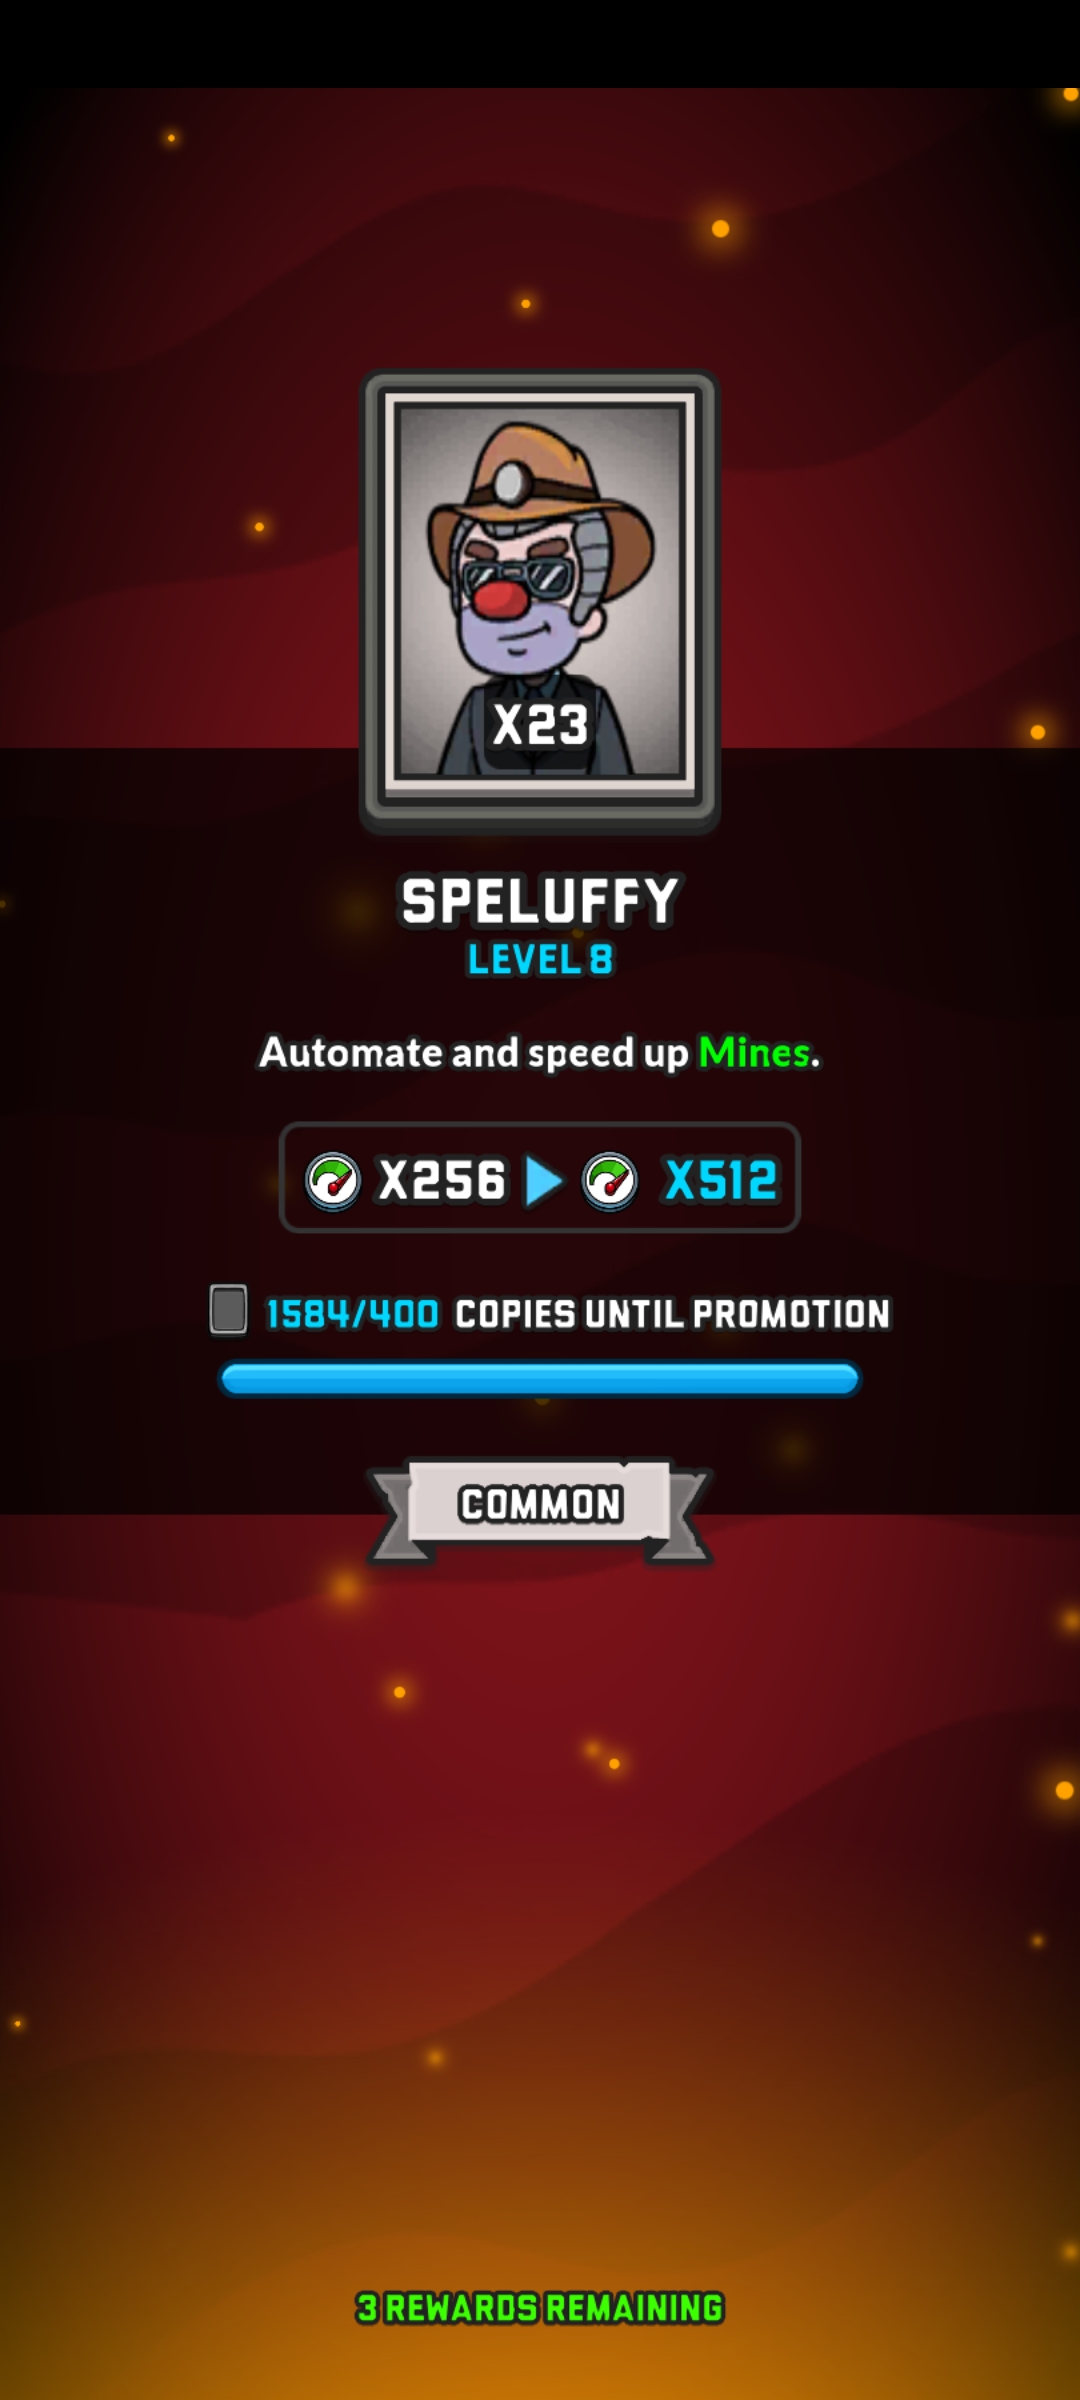 X23
SPELUFFY
LEVEL 8
Automate and speed up Mines.
X256 X512
1584/400 COPIES UNTIL PROMOTION
COMMON
3 REWARDS REMAINING